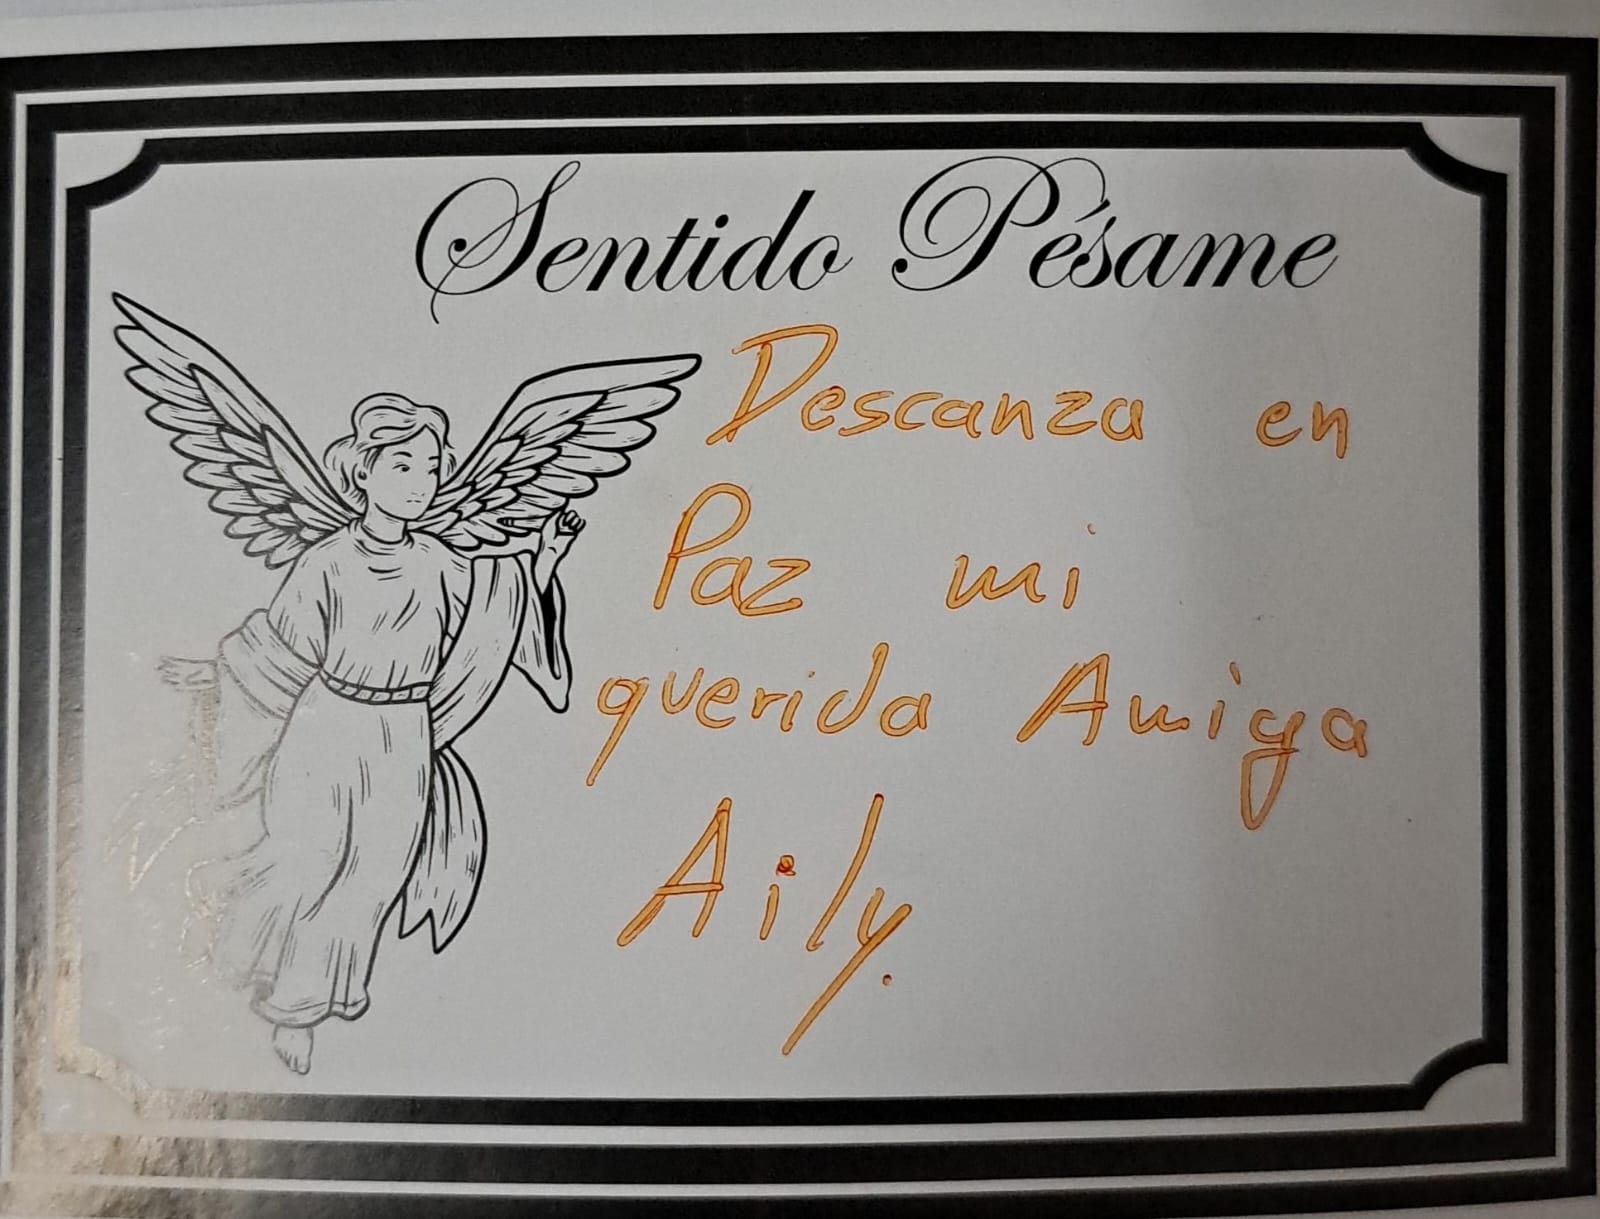 Sentido Pésame
Descanza en
Paz mi
querida Amiga
Aily.